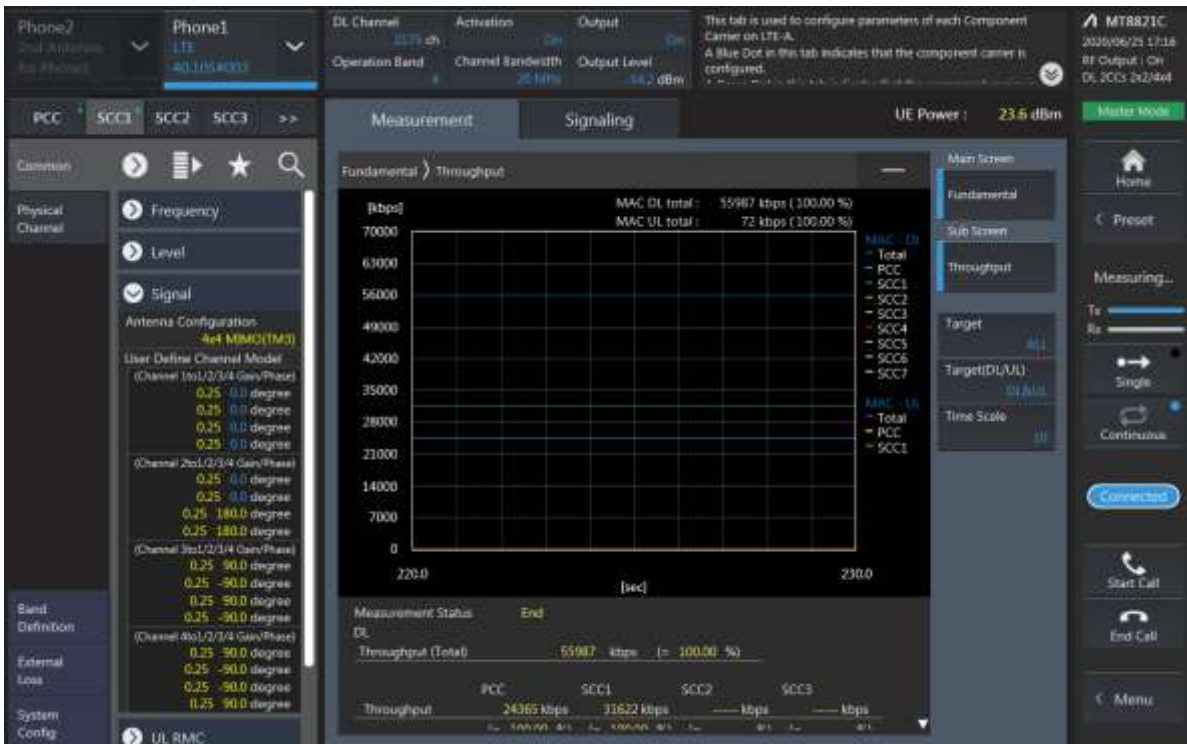 Phone2
2nd Antenna
for Phone1
Phone1
LTE
40.10S4003
DL Channel
2175 ch
Operation Band
4
Activation
On
Channel Bandwidth
20 MHz
Output
On
Output Level
-54.2 dBm
This tab is used to configure parameters of each Component
Carrier on LTE-A.
A Blue Dot in this tab indicates that the component carrier is
configured.
MT8821C
2020/06/25 17:16
RF Output : On
DL 2CCs 2x2/4x4
Master Mode
PCC
SCC1
SCC2
SCC3
>>
Measurement
Signaling
UE Power : 23.6 dBm
Common
Physical
Channel
Frequency
Level
Signal
Antenna Configuration
4x4 MIMO(TM3)
User Define Channel Model
(Channel 1to1/2/3/4 Gain/Phase)
0.25 0.0 degree
0.25 0.0 degree
0.25 0.0 degree
0.25 0.0 degree
(Channel 2to1/2/3/4 Gain/Phase)
0.25 0.0 degree
0.25 0.0 degree
0.25 180.0 degree
0.25 180.0 degree
(Channel 3to1/2/3/4 Gain/Phase)
0.25 90.0 degree
0.25 -90.0 degree
0.25 90.0 degree
0.25 -90.0 degree
(Channel 4to1/2/3/4 Gain/Phase)
0.25 90.0 degree
0.25 -90.0 degree
0.25 -90.0 degree
0.25 90.0 degree
UL RMC
Band
Definition
External
Loss
System
Config
Fundamental 〉 Throughput
[kbps]
MAC DL total : 55987 kbps (100.00 %)
MAC UL total : 72 kbps (100.00 %)
70000
63000
56000
49000
42000
35000
28000
21000
14000
7000
0
220.0
230.0
[sec]
MAC - DL
Total
PCC
SCC1
SCC2
SCC3
SCC4
SCC5
SCC6
SCC7
MAC - UL
Total
PCC
SCC1
Measurement Status End
DL
Throughput (Total) 55987 kbps (= 100.00 %)
PCC SCC1 SCC2 SCC3
Throughput 24365 kbps 31622 kbps ----- kbps ----- kbps
Main Screen
Fundamental
Sub Screen
Throughput
Target
ALL
Target(DL/UL)
DL/UL
Time Scale
10
Home
Preset
Measuring...
Tx
Rx
Single
Continuous
Connected
Start Call
End Call
Menu